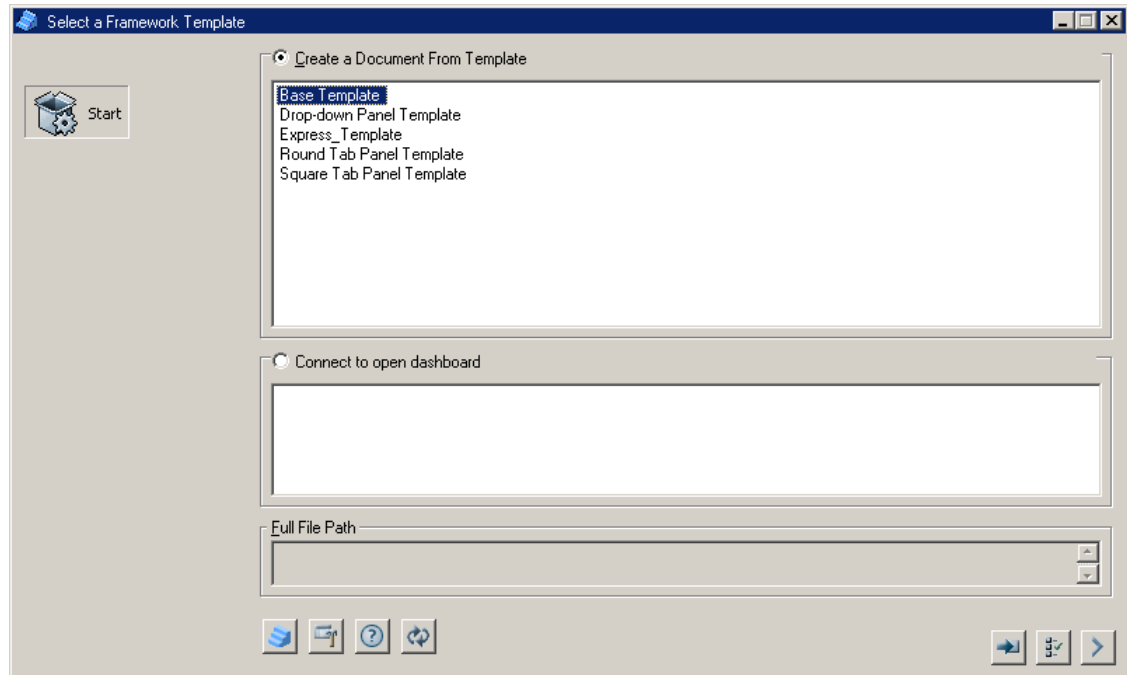 Select a Framework Template
Create a Document From Template
Start
Base Template
Drop-down Panel Template
Express_Template
Round Tab Panel Template
Square Tab Panel Template
Connect to open dashboard
Full File Path